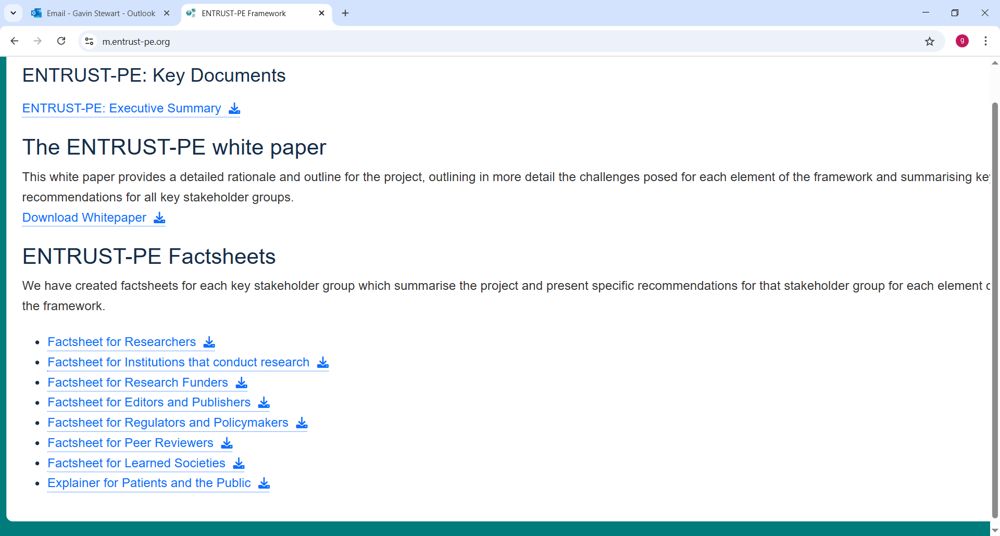 Email - Gavin Stewart - Outlook
ENTRUST-PE Framework
m.entrust-pe.org
g
ENTRUST-PE: Key Documents
ENTRUST-PE: Executive Summary
The ENTRUST-PE white paper
This white paper provides a detailed rationale and outline for the project, outlining in more detail the challenges posed for each element of the framework and summarising key
recommendations for all key stakeholder groups.
Download Whitepaper
ENTRUST-PE Factsheets
We have created factsheets for each key stakeholder group which summarise the project and present specific recommendations for that stakeholder group for each element
the framework.
Factsheet for Researchers
Factsheet for Institutions that conduct research
Factsheet for Research Funders
Factsheet for Editors and Publishers
Factsheet for Regulators and Policymakers
Factsheet for Peer Reviewers
Factsheet for Learned Societies
Explainer for Patients and the Public